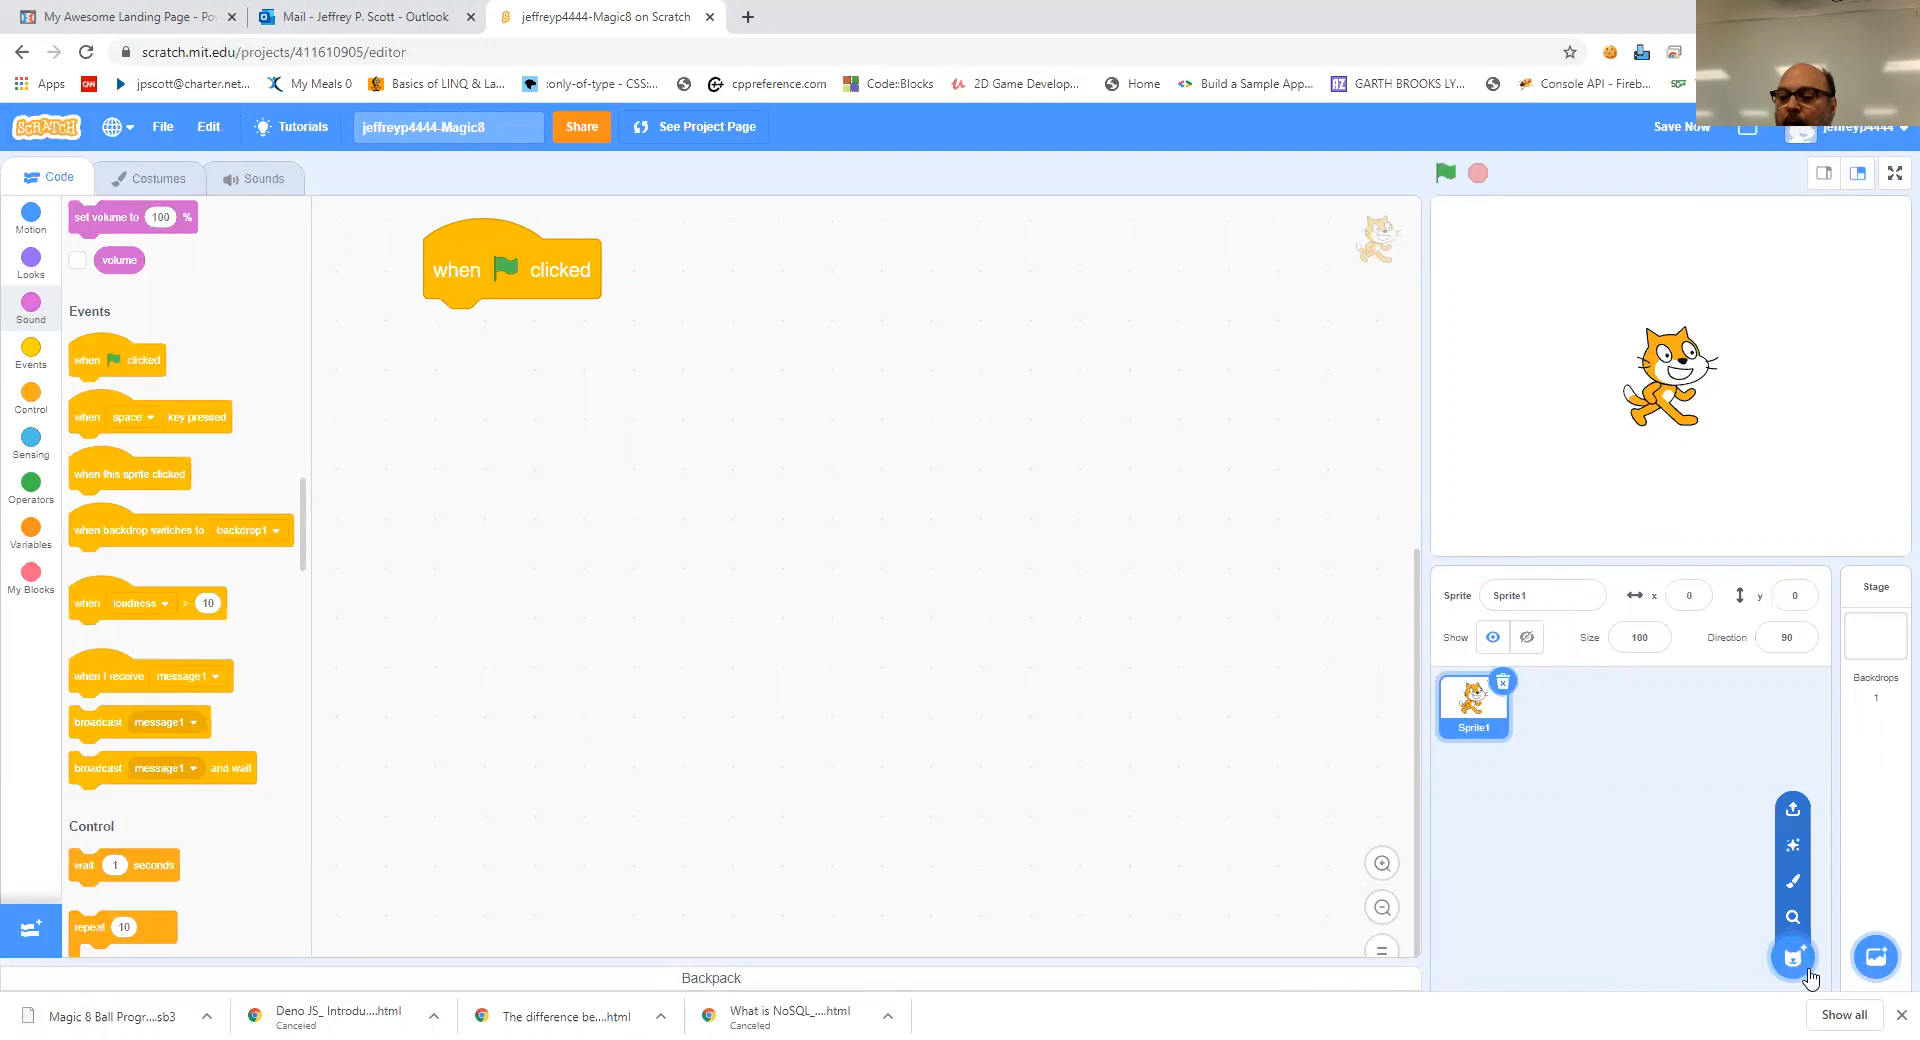 My Awesome Landing Page - Po
Mail - Jeffrey P. Scott - Outlook
jeffreyp4444-Magic8 on Scratch
scratch.mit.edu/projects/411610905/editor
Apps
CNN
jpscott@charter.net...
My Meals 0
Basics of LINQ & La...
:only-of-type - CSS:...
cppreference.com
Code::Blocks
2D Game Develop...
Home
Build a Sample App...
GARTH BROOKS LY...
Console API - Fireb...
SCRATCH
File
Edit
Tutorials
jeffreyp4444-Magic8
Share
See Project Page
Save Now
jeffreyp4444
Code
Costumes
Sounds
Motion
Looks
Sound
Events
Control
Sensing
Operators
Variables
My Blocks
set volume to 100 %
volume
Events
when clicked
when space key pressed
when this sprite clicked
when backdrop switches to backdrop1
when loudness > 10
when I receive message1
broadcast message1
broadcast message1 and wait
Control
wait 1 seconds
repeat 10
when clicked
Sprite Sprite1 x 0 y 0
Show Size 100 Direction 90
Sprite1
Stage
Backdrops
1
Backpack
Magic 8 Ball Progr....sb3
Deno JS_ Introdu....html
Canceled
The difference be....html
What is NoSQL_....html
Canceled
Show all